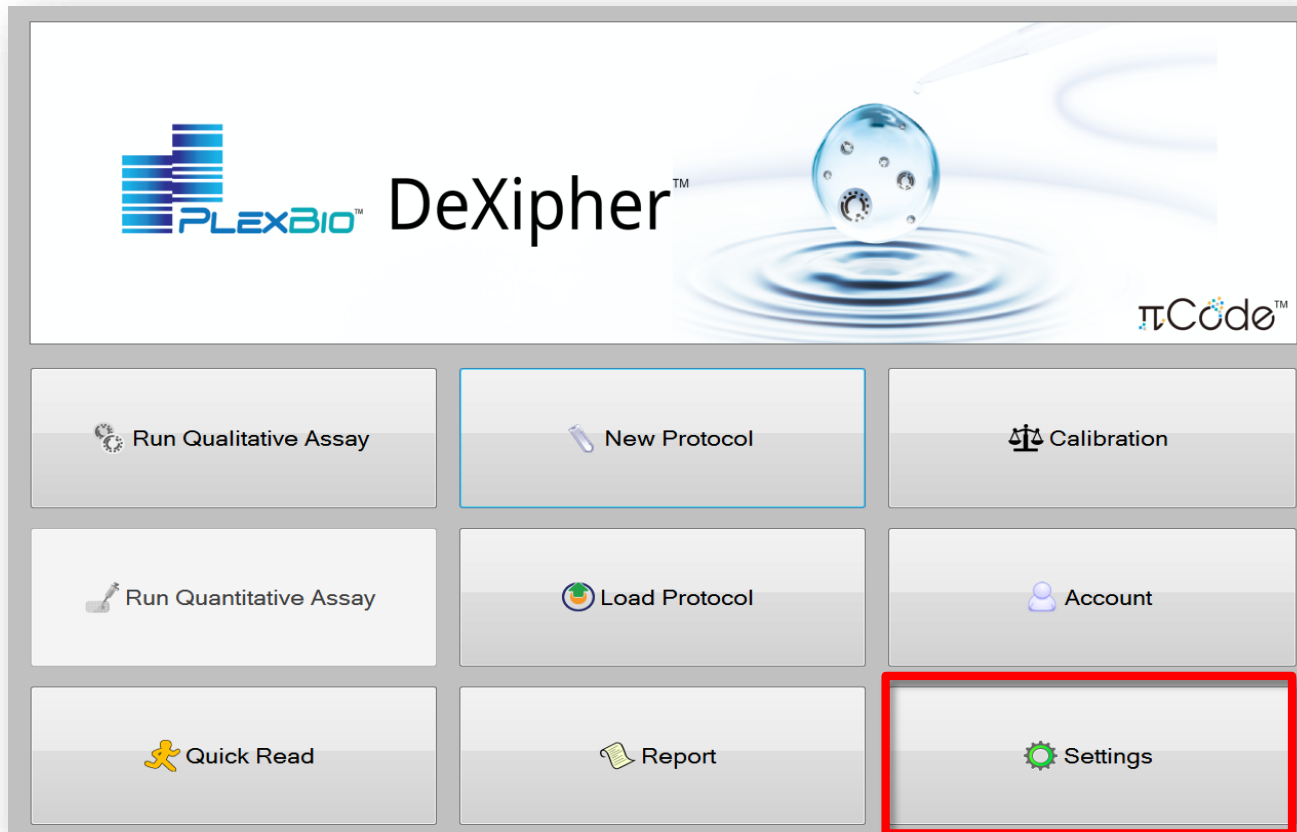 PLEXBIO™ DeXipher™
πCode™
Run Qualitative Assay
New Protocol
Calibration
Run Quantitative Assay
Load Protocol
Account
Quick Read
Report
Settings